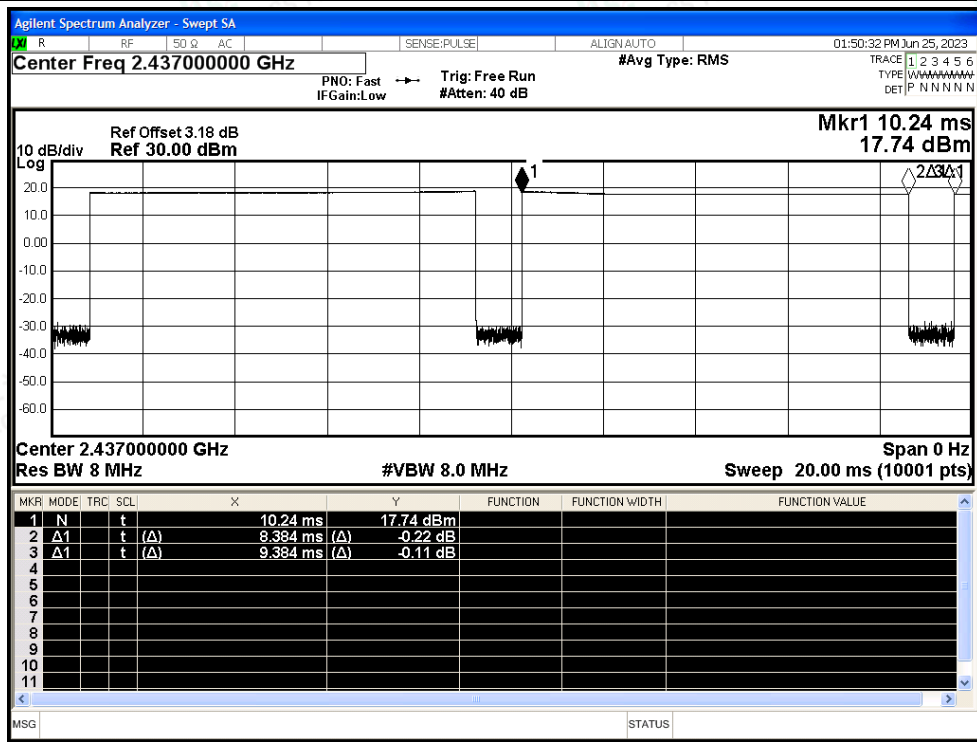 Agilent Spectrum Analyzer - Swept SA
LXI R RF 50 Ω AC SENSE:PULSE ALIGN AUTO 01:50:32 PM Jun 25, 2023
Center Freq 2.437000000 GHz
PNO: Fast
IFGain:Low
Trig: Free Run
#Atten: 40 dB
#Avg Type: RMS
TRACE 1 2 3 4 5 6
TYPE WWWWWW
DET P N N N N N
Mkr1 10.24 ms
17.74 dBm
Ref Offset 3.18 dB
10 dB/div Ref 30.00 dBm
Log
1
20.0
10.0
0.00
-10.0
-20.0
-30.0
-40.0
-50.0
-60.0
Center 2.437000000 GHz Span 0 Hz
Res BW 8 MHz #VBW 8.0 MHz Sweep 20.00 ms (10001 pts)
MKR MODE TRC SCL X Y FUNCTION FUNCTION WIDTH FUNCTION VALUE
1 N t 10.24 ms 17.74 dBm
2 Δ1 t (Δ) 8.384 ms (Δ) -0.22 dB
3 Δ1 t (Δ) 9.384 ms (Δ) -0.11 dB
4
5
6
7
8
9
10
11
MSG STATUS